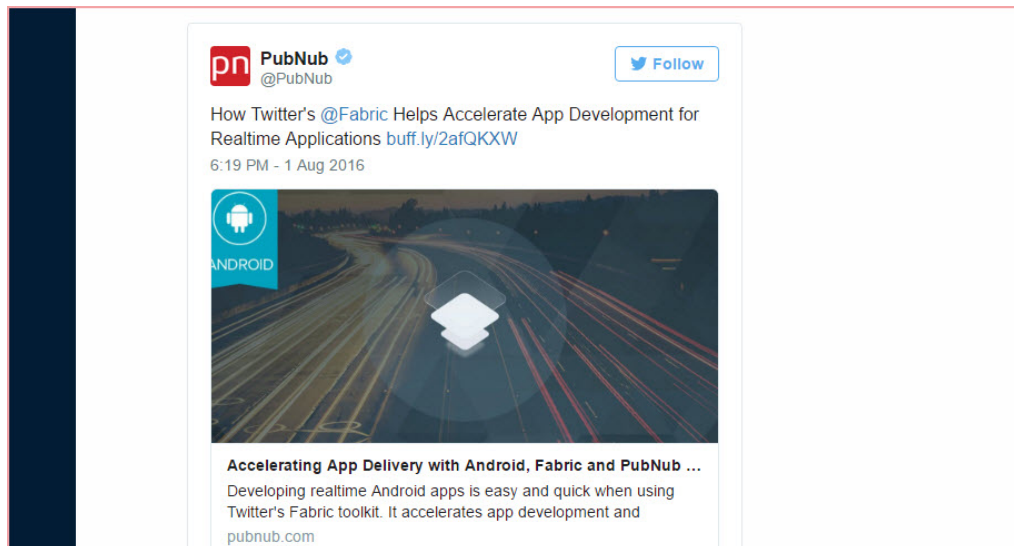 pn
PubNub
@PubNub
Follow
How Twitter's @Fabric Helps Accelerate App Development for
Realtime Applications buff.ly/2afQKXW
6:19 PM - 1 Aug 2016
ANDROID
Accelerating App Delivery with Android, Fabric and PubNub ...
Developing realtime Android apps is easy and quick when using
Twitter's Fabric toolkit. It accelerates app development and
pubnub.com